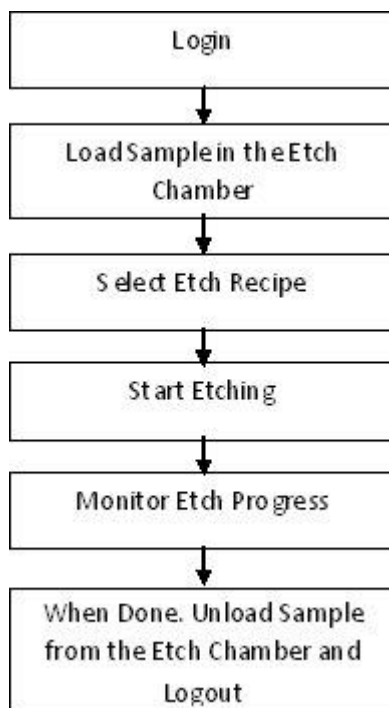 Login
Load Sample in the Etch
Chamber
Select Etch Recipe
Start Etching
Monitor Etch Progress
When Done. Unload Sample
from the Etch Chamber and
Logout